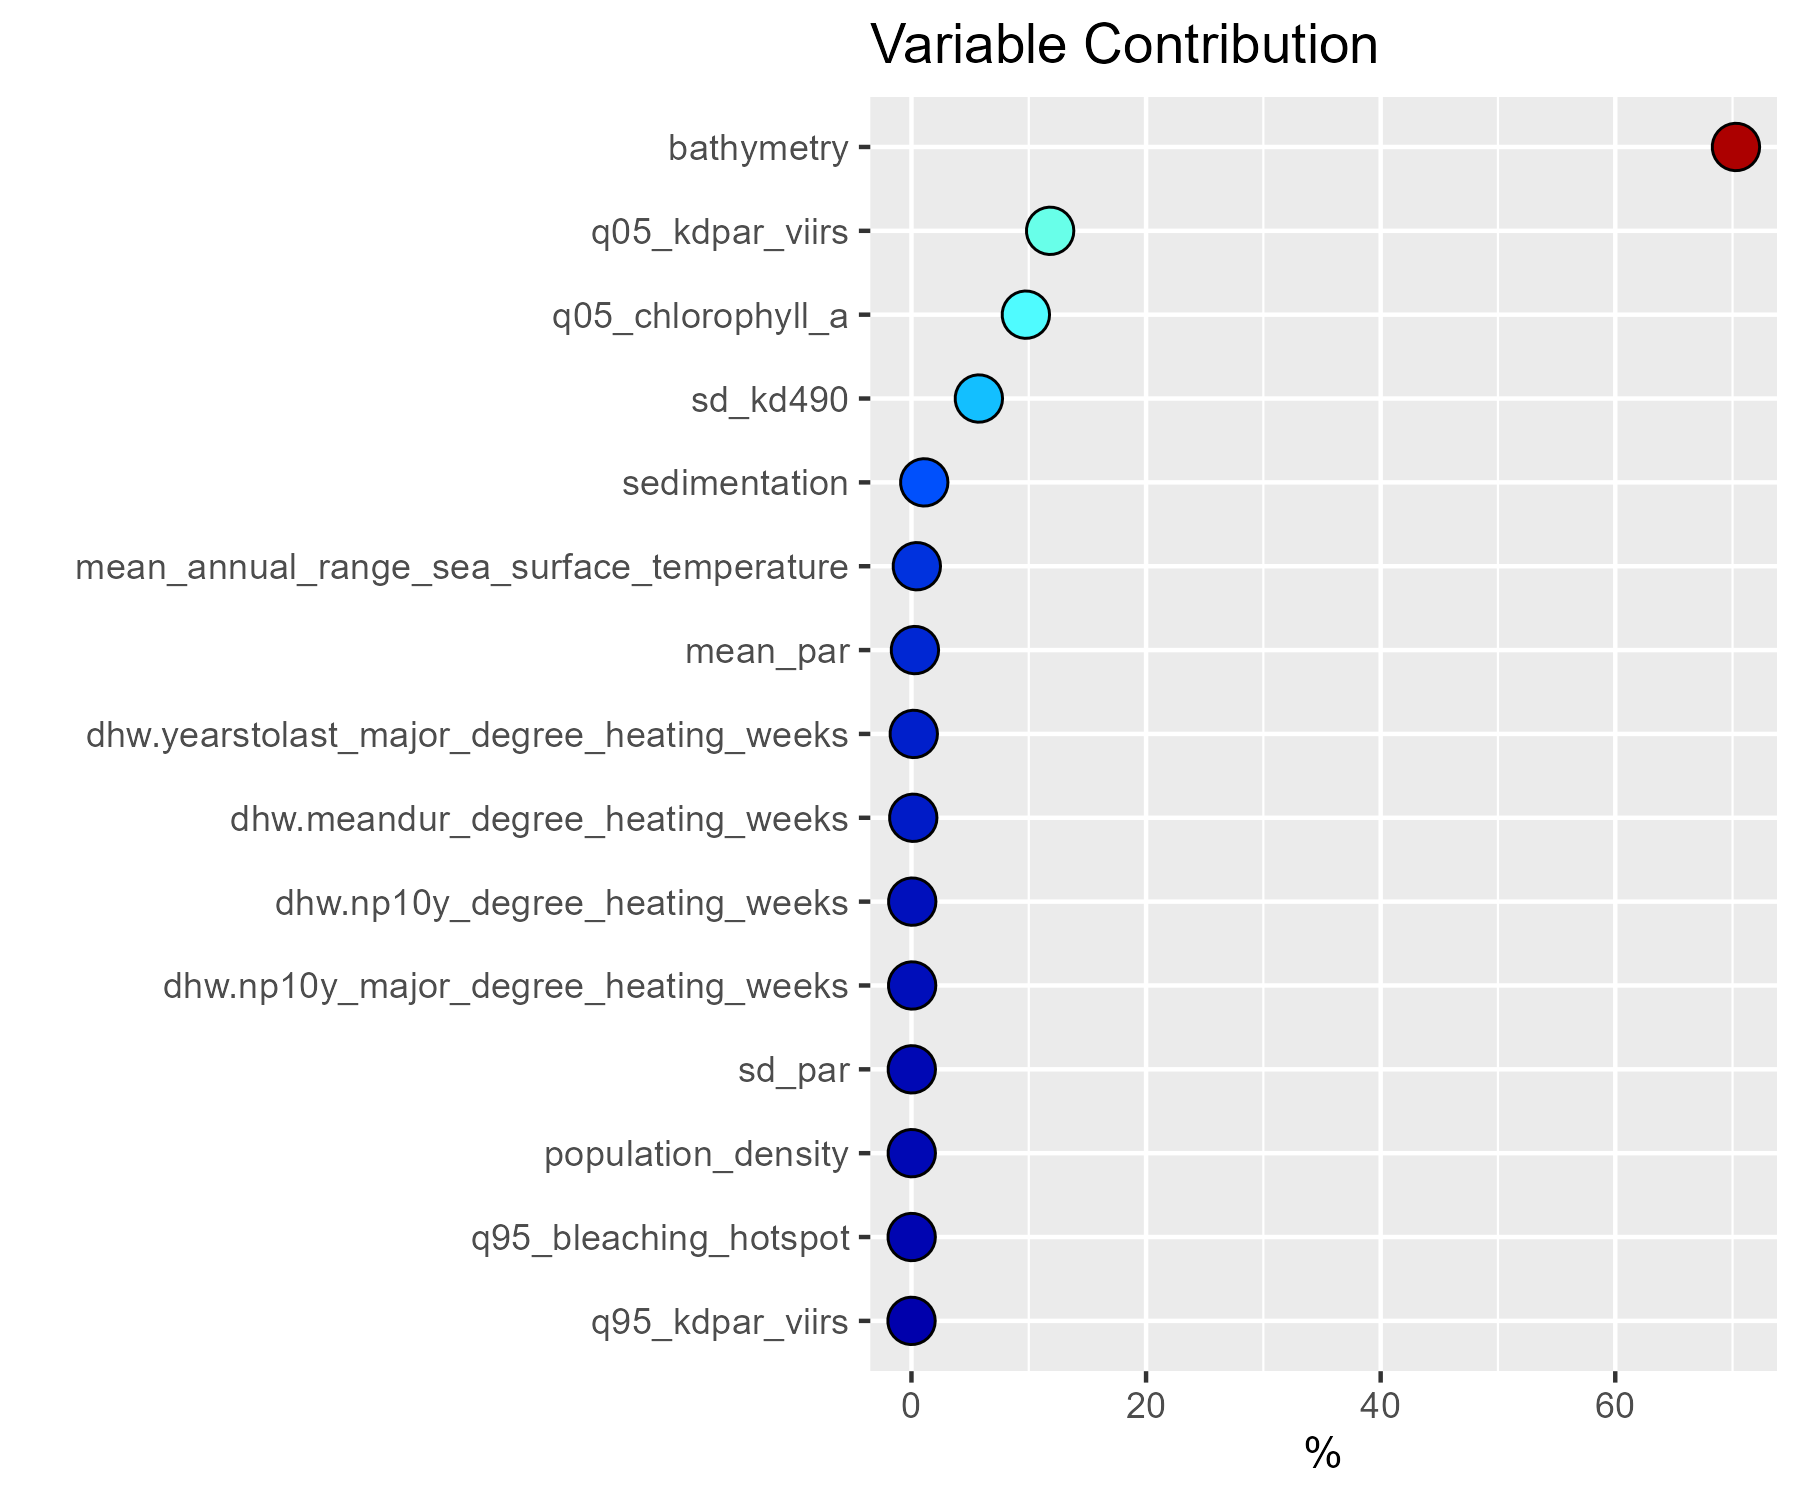 Variable Contribution
bathymetry
q05_kdpar_viirs
q05_chlorophyll_a
sd_kd490
sedimentation
mean_annual_range_sea_surface_temperature
mean_par
dhw.yearstolast_major_degree_heating_weeks
dhw.meandur_degree_heating_weeks
dhw.np10y_degree_heating_weeks
dhw.np10y_major_degree_heating_weeks
sd_par
population_density
q95_bleaching_hotspot
q95_kdpar_viirs
0 20 40 60
%